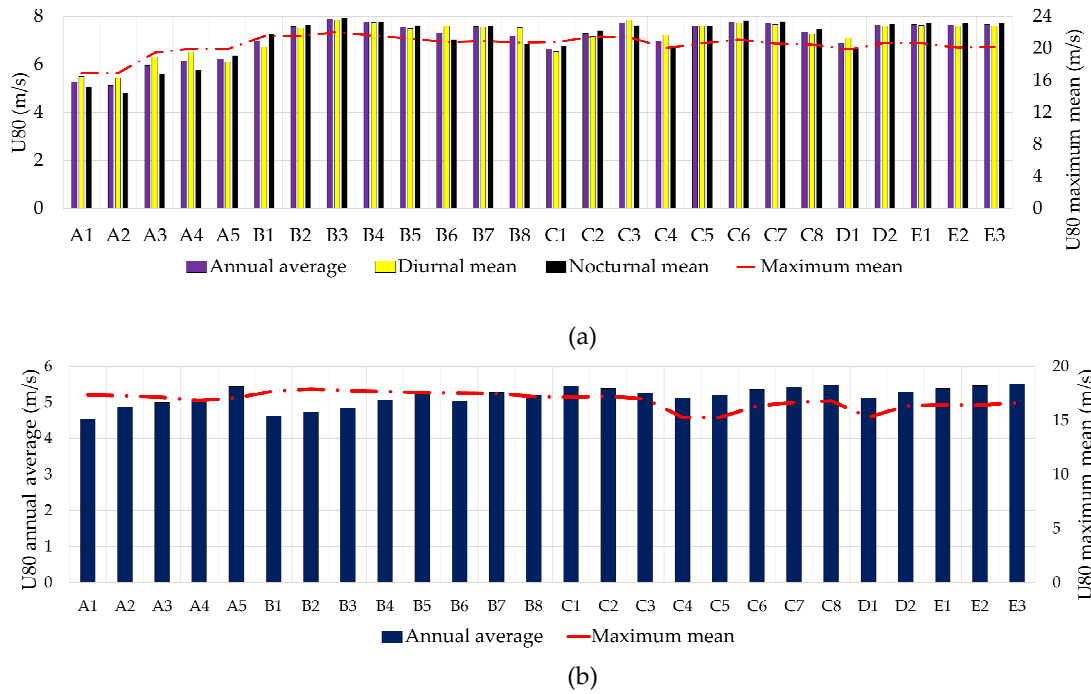 8
6
4
2
0
U80 (m/s)
24
20
16
12
8
4
0
U80 maximum mean (m/s)
A1 A2 A3 A4 A5 B1 B2 B3 B4 B5 B6 B7 B8 C1 C2 C3 C4 C5 C6 C7 C8 D1 D2 E1 E2 E3
Annual average Diurnal mean Nocturnal mean Maximum mean
(a)
6
5
4
3
2
1
0
U80 annual average (m/s)
20
15
10
5
0
U80 maximum mean (m/s)
A1 A2 A3 A4 A5 B1 B2 B3 B4 B5 B6 B7 B8 C1 C2 C3 C4 C5 C6 C7 C8 D1 D2 E1 E2 E3
Annual average Maximum mean
(b)